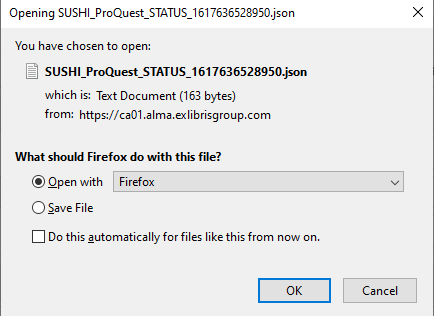 Opening SUSHI_ProQuest_STATUS_1617636528950.json
You have chosen to open:
SUSHI_ProQuest_STATUS_1617636528950.json
which is: Text Document (163 bytes)
from: https://ca01.alma.exlibrisgroup.com
What should Firefox do with this file?
Open with Firefox
Save File
Do this automatically for files like this from now on.
OK Cancel